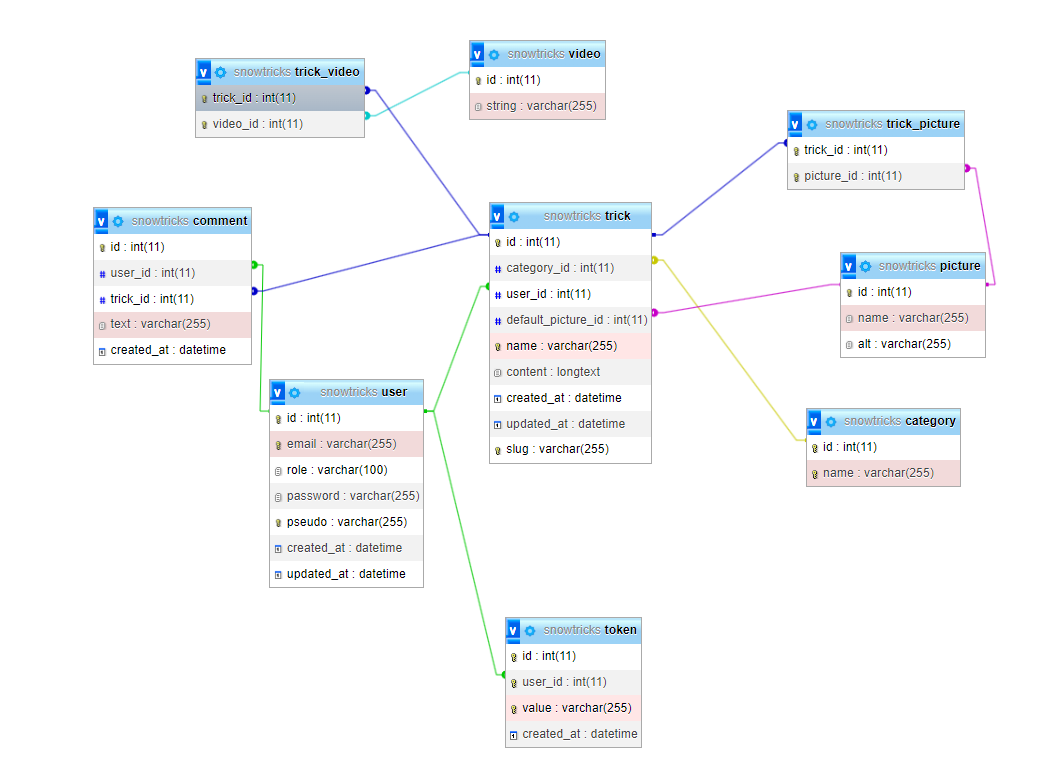 v snowtricks trick_video
trick_id : int(11)
video_id : int(11)
v snowtricks video
id : int(11)
string : varchar(255)
v snowtricks trick_picture
trick_id : int(11)
picture_id : int(11)
v snowtricks comment
id : int(11)
# user_id : int(11)
# trick_id : int(11)
text : varchar(255)
created_at : datetime
v snowtricks trick
id : int(11)
# category_id : int(11)
# user_id : int(11)
# default_picture_id : int(11)
name : varchar(255)
content : longtext
created_at : datetime
updated_at : datetime
slug : varchar(255)
v snowtricks picture
id : int(11)
name : varchar(255)
alt : varchar(255)
v snowtricks user
id : int(11)
email : varchar(255)
role : varchar(100)
password : varchar(255)
pseudo : varchar(255)
created_at : datetime
updated_at : datetime
v snowtricks category
id : int(11)
name : varchar(255)
v snowtricks token
id : int(11)
user_id : int(11)
value : varchar(255)
created_at : datetime